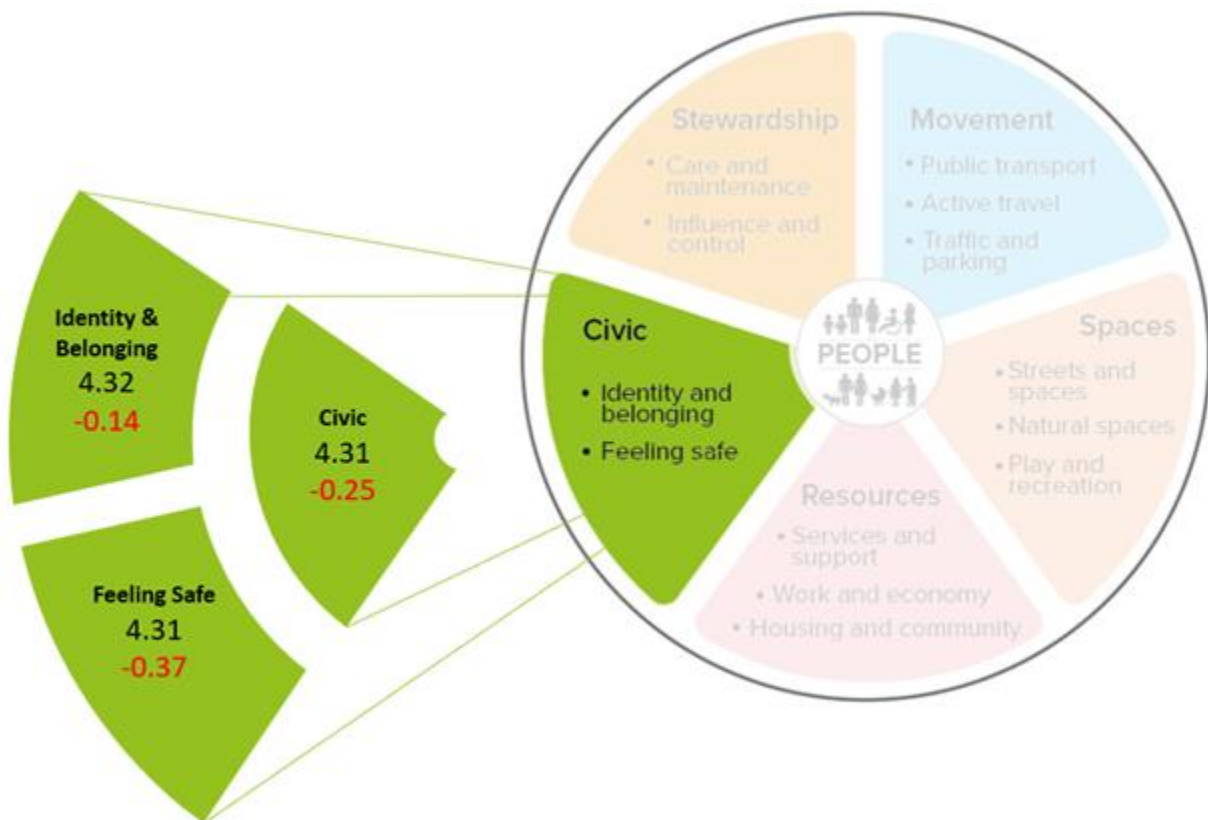 Stewardship
• Care and
maintenance
• Influence and
control
Movement
• Public transport
• Active travel
• Traffic and
parking
Identity &
Belonging
4.32
-0.14
Civic
4.31
-0.25
Feeling Safe
4.31
-0.37
Civic
• Identity and
belonging
• Feeling safe
PEOPLE
Spaces
• Streets and
spaces
• Natural spaces
• Play and
recreation
Resources
• Services and
support
• Work and economy
• Housing and community